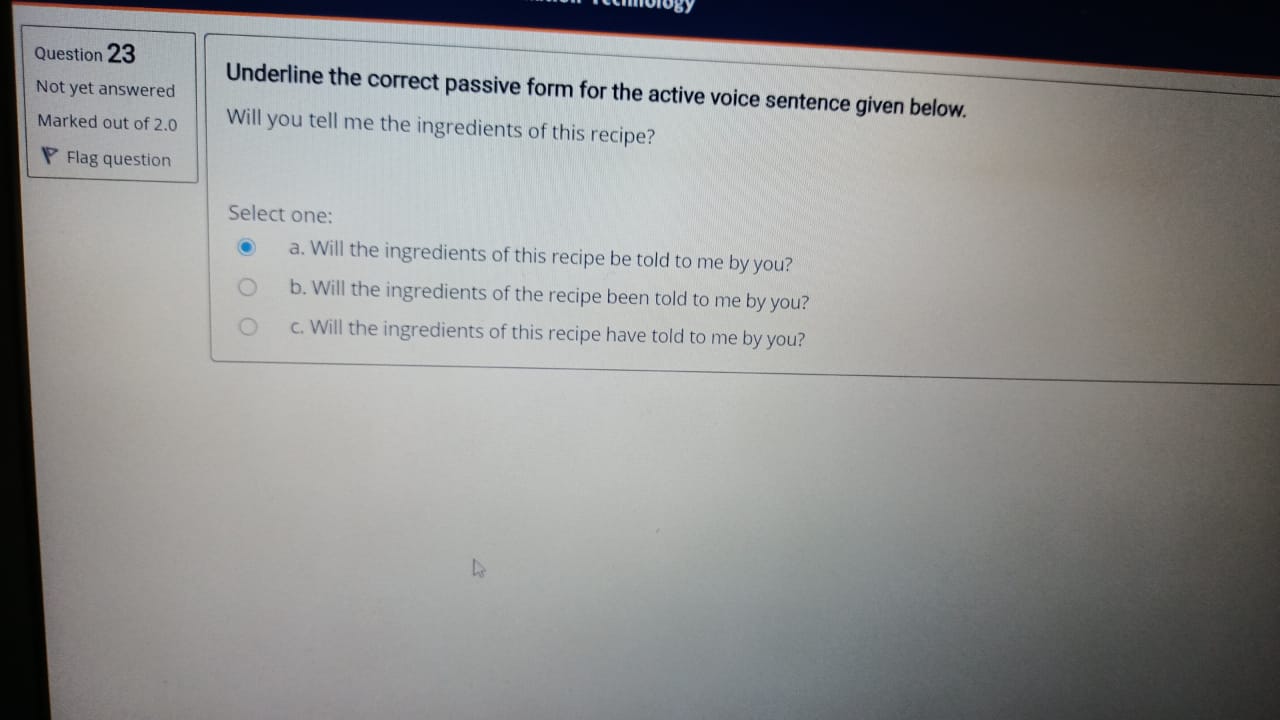 Question 23
Not yet answered
Marked out of 2.0
Flag question
Underline the correct passive form for the active voice sentence given below.
Will you tell me the ingredients of this recipe?
Select one:
a. Will the ingredients of this recipe be told to me by you?
b. Will the ingredients of the recipe been told to me by you?
c. Will the ingredients of this recipe have told to me by you?